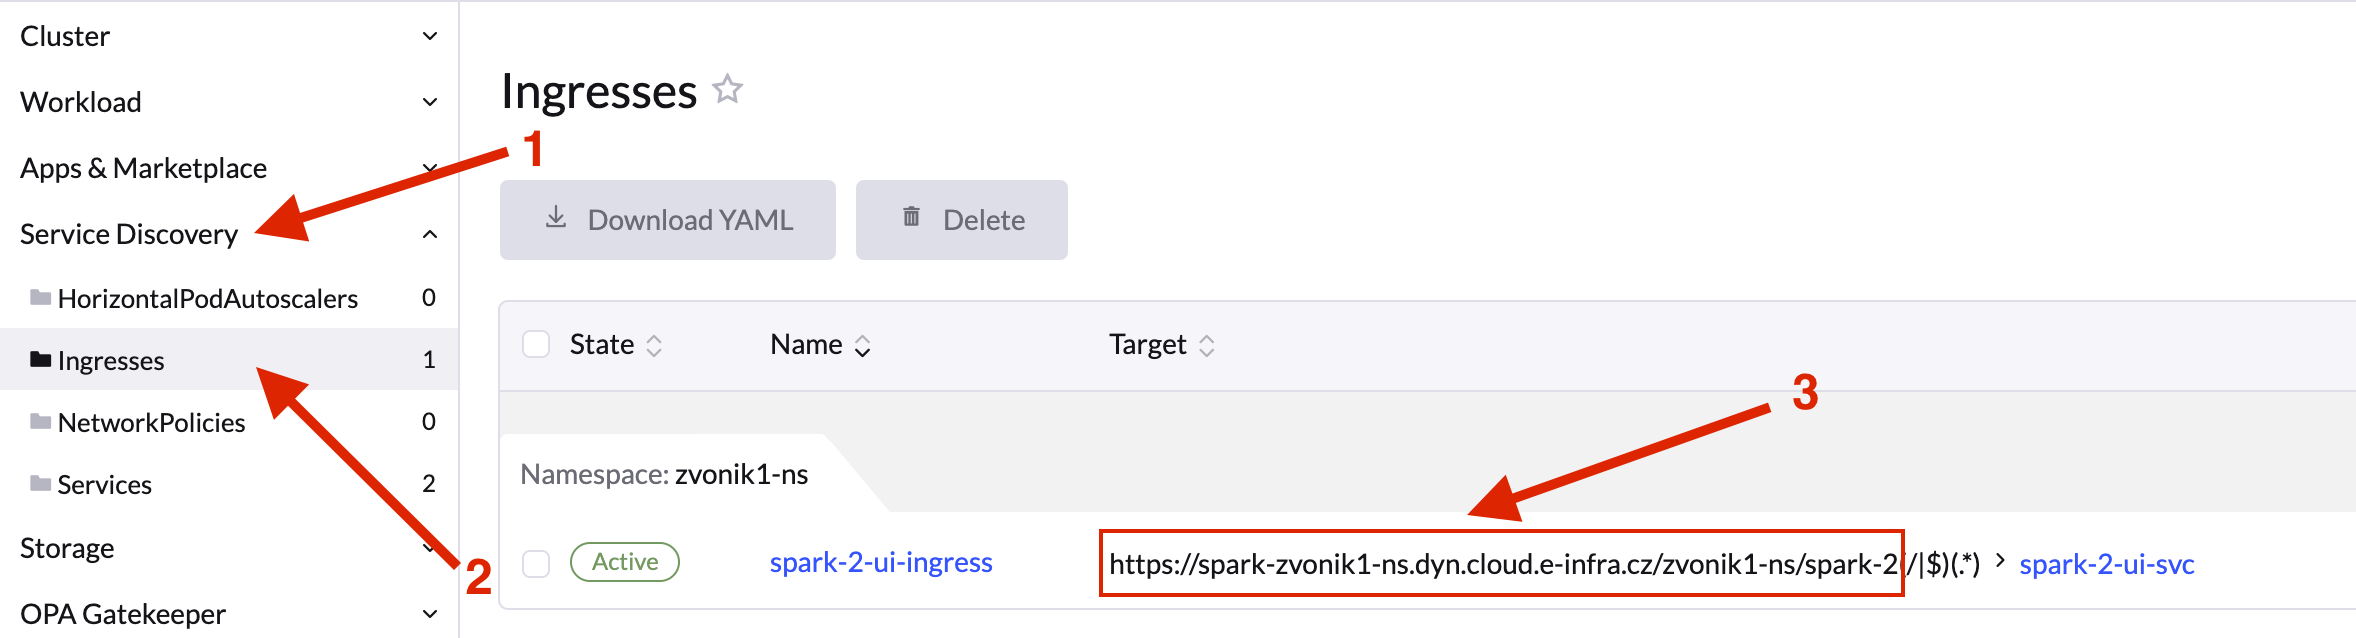 Cluster
Workload
Apps & Marketplace
Service Discovery
HorizontalPodAutoscalers 0
Ingresses 1
NetworkPolicies 0
Services 2
Storage
OPA Gatekeeper
Ingresses
1
Download YAML Delete
State Name Target
3
Namespace: zvonik1-ns
Active spark-2-ui-ingress https://spark-zvonik1-ns.dyn.cloud.e-infra.cz/zvonik1-ns/spark-2(/|$)(.*) > spark-2-ui-svc
2